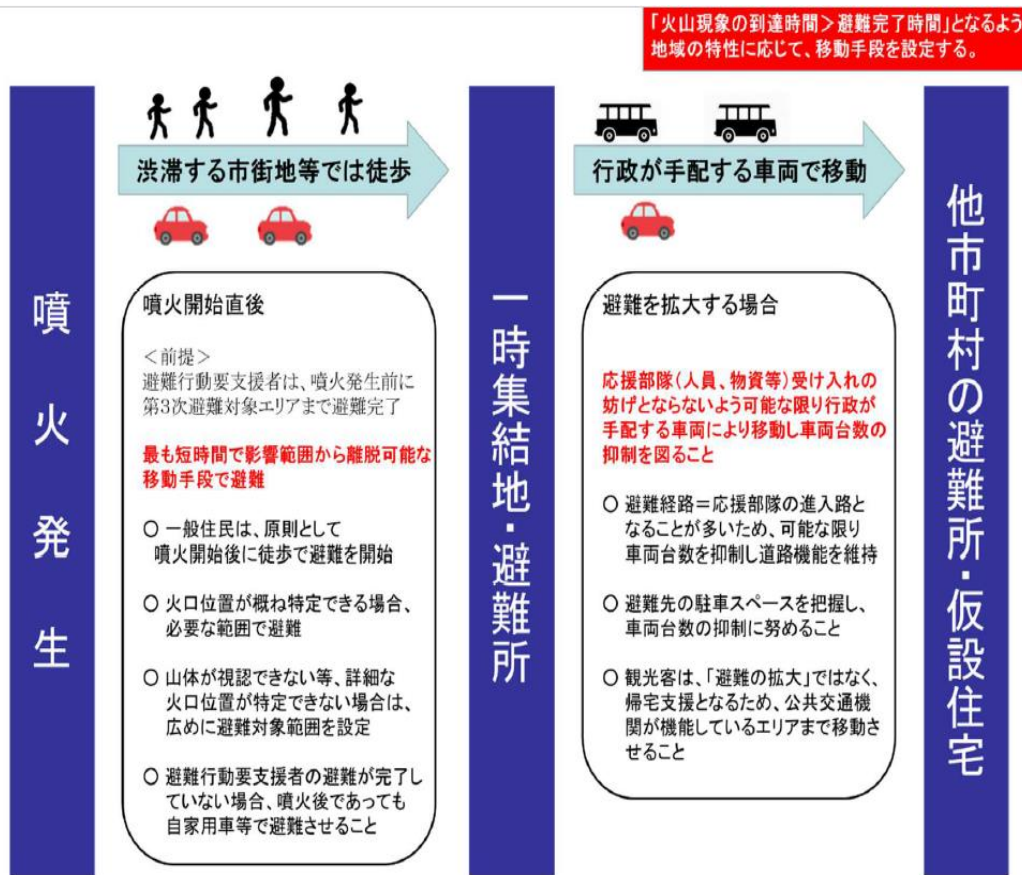 「火山現象の到達時間＞避難完了時間」となるよう
地域の特性に応じて、移動手段を設定する。
噴火発生
渋滞する市街地等では徒歩
噴火開始直後
＜前提＞
避難行動要支援者は、噴火発生前に
第3次避難対象エリアまで避難完了
最も短時間で影響範囲から離脱可能な
移動手段で避難
○ 一般住民は、原則として
噴火開始後に徒歩で避難を開始
○ 火口位置が概ね特定できる場合、
必要な範囲で避難
○ 山体が視認できない等、詳細な
火口位置が特定できない場合は、
広めに避難対象範囲を設定
○ 避難行動要支援者の避難が完了し
ていない場合、噴火後であっても
自家用車等で避難させること
一時集結地・避難所
行政が手配する車両で移動
避難を拡大する場合
応援部隊（人員、物資等）受け入れの
妨げとならないよう可能な限り行政が
手配する車両により移動し車両台数の
抑制を図ること
○ 避難経路＝応援部隊の進入路と
なることが多いため、可能な限り
車両台数を抑制し道路機能を維持
○ 避難先の駐車スペースを把握し、
車両台数の抑制に努めること
○ 観光客は、「避難の拡大」ではなく、
帰宅支援となるため、公共交通機
関が機能しているエリアまで移動さ
せること
他市町村の避難所・仮設住宅